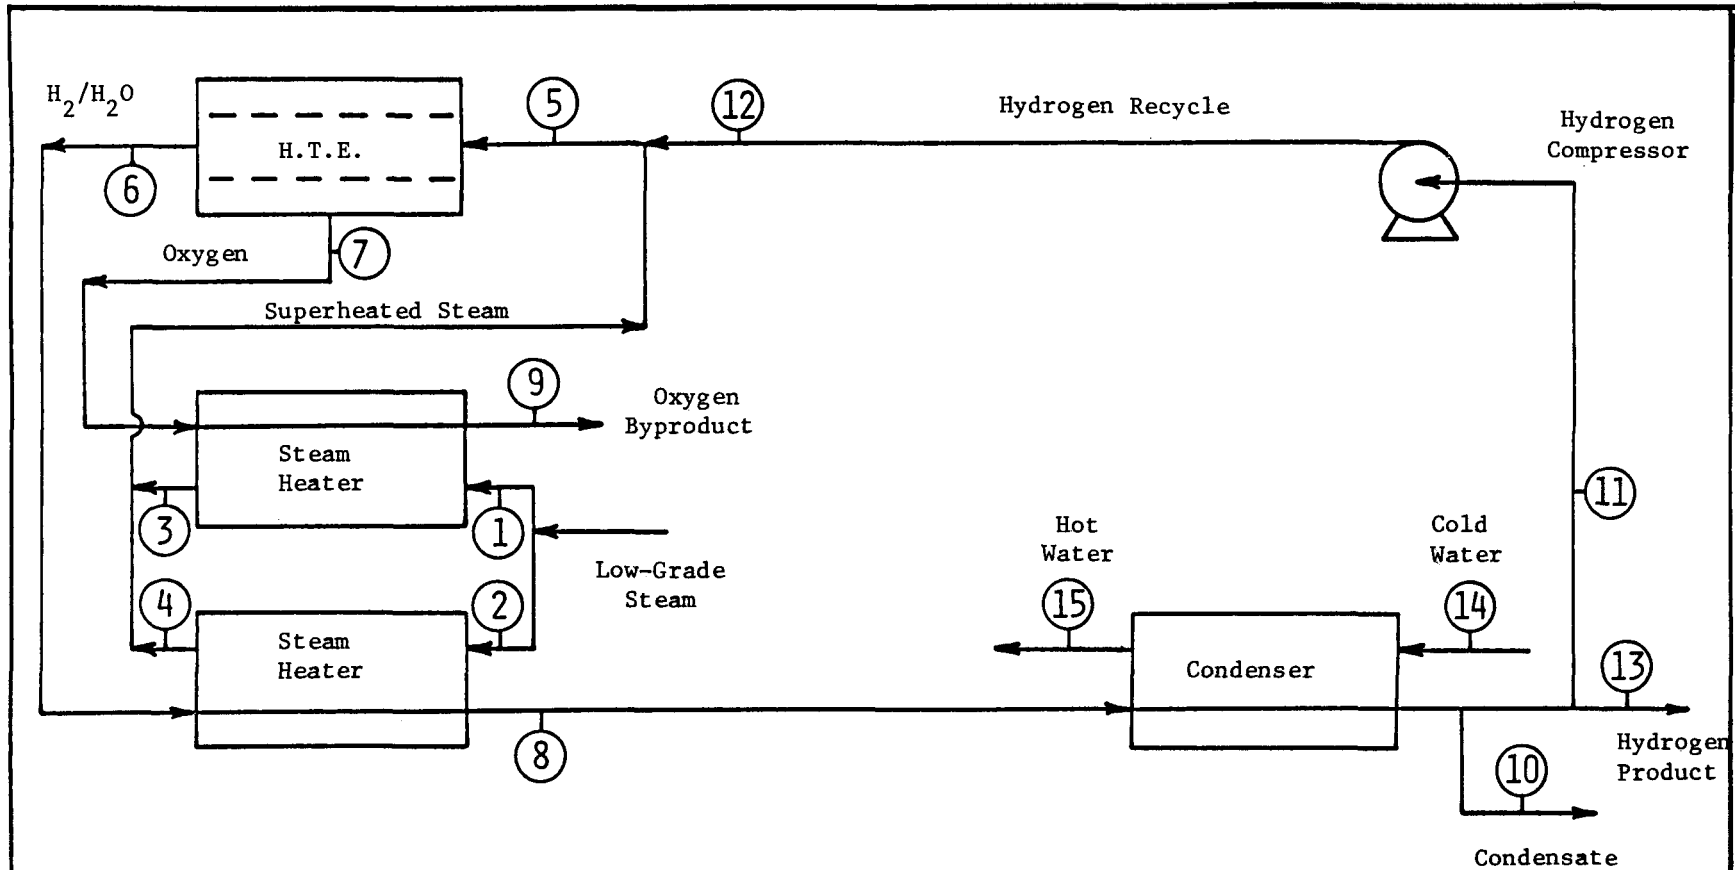 H2/H2O
5
12
Hydrogen Recycle
Hydrogen
Compressor
H.T.E.
6
Oxygen
7
Superheated Steam
9
Oxygen
Byproduct
Steam
Heater
3
1
Low-Grade
Steam
11
Hot
Water
Cold
Water
4
2
15
14
Steam
Heater
Condenser
13
8
Hydrogen
Product
10
Condensate